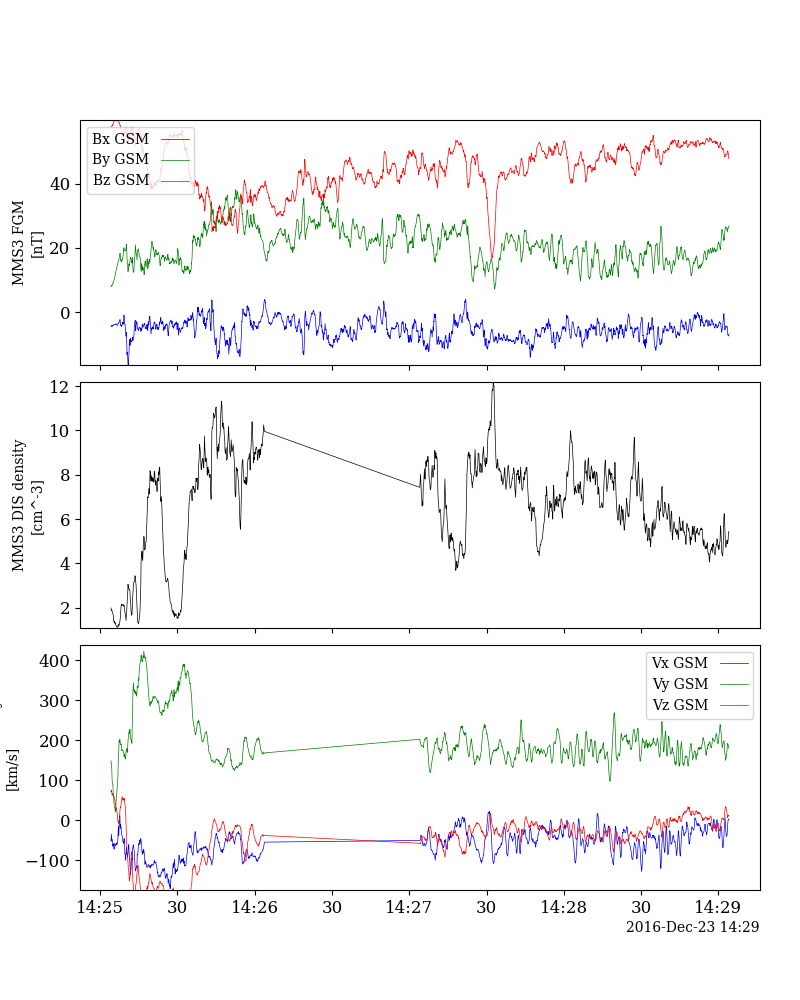 Bx GSM
By GSM
Bz GSM
40
20
0
MMS3 FGM
[nT]
12
10
8
6
4
2
MMS3 DIS density
[cm^-3]
Vx GSM
Vy GSM
Vz GSM
400
300
200
100
0
−100
[km/s]
14:25
30
14:26
30
14:27
30
14:28
30
14:29
2016-Dec-23 14:29